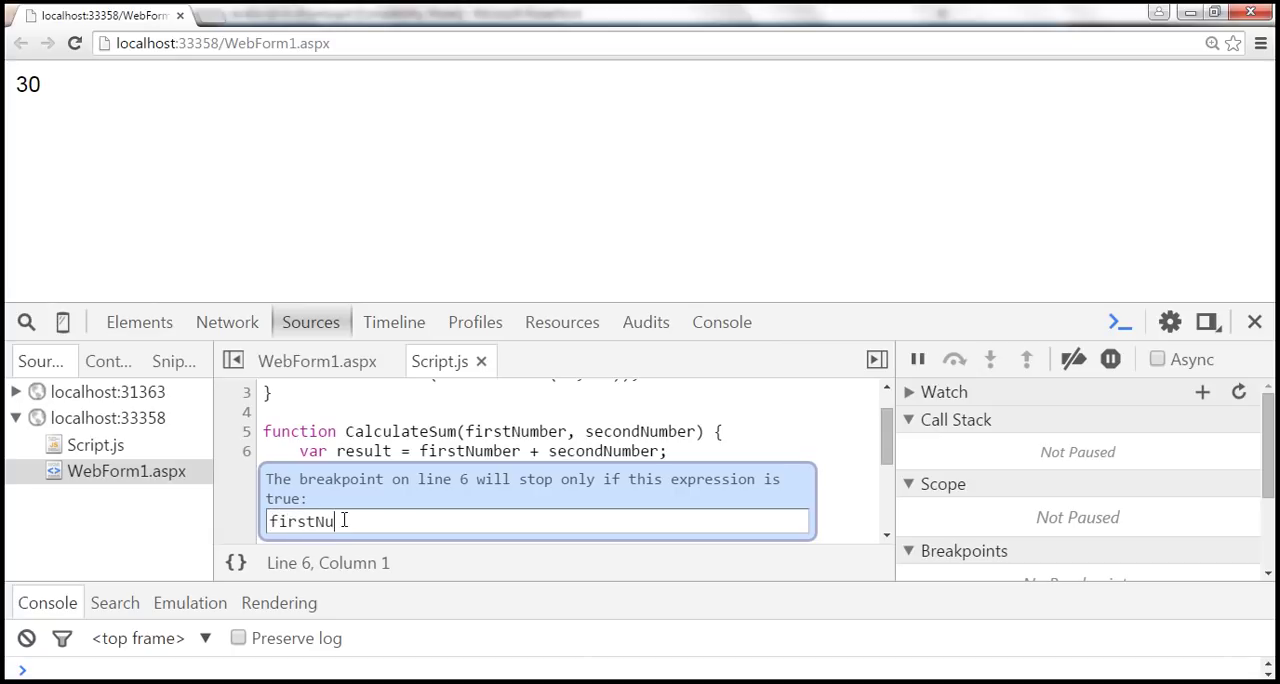 localhost:33358/WebForm
localhost:33358/WebForm1.aspx
30
Elements Network Sources Timeline Profiles Resources Audits Console
Sour... Cont... Snip... WebForm1.aspx Script.js Async
localhost:31363
localhost:33358
Script.js
WebForm1.aspx
3 }
4
5 function CalculateSum(firstNumber, secondNumber) {
6 var result = firstNumber + secondNumber;
The breakpoint on line 6 will stop only if this expression is
true:
firstNu
{} Line 6, Column 1
Watch
Call Stack
Not Paused
Scope
Not Paused
Breakpoints
Console Search Emulation Rendering
<top frame> Preserve log
>